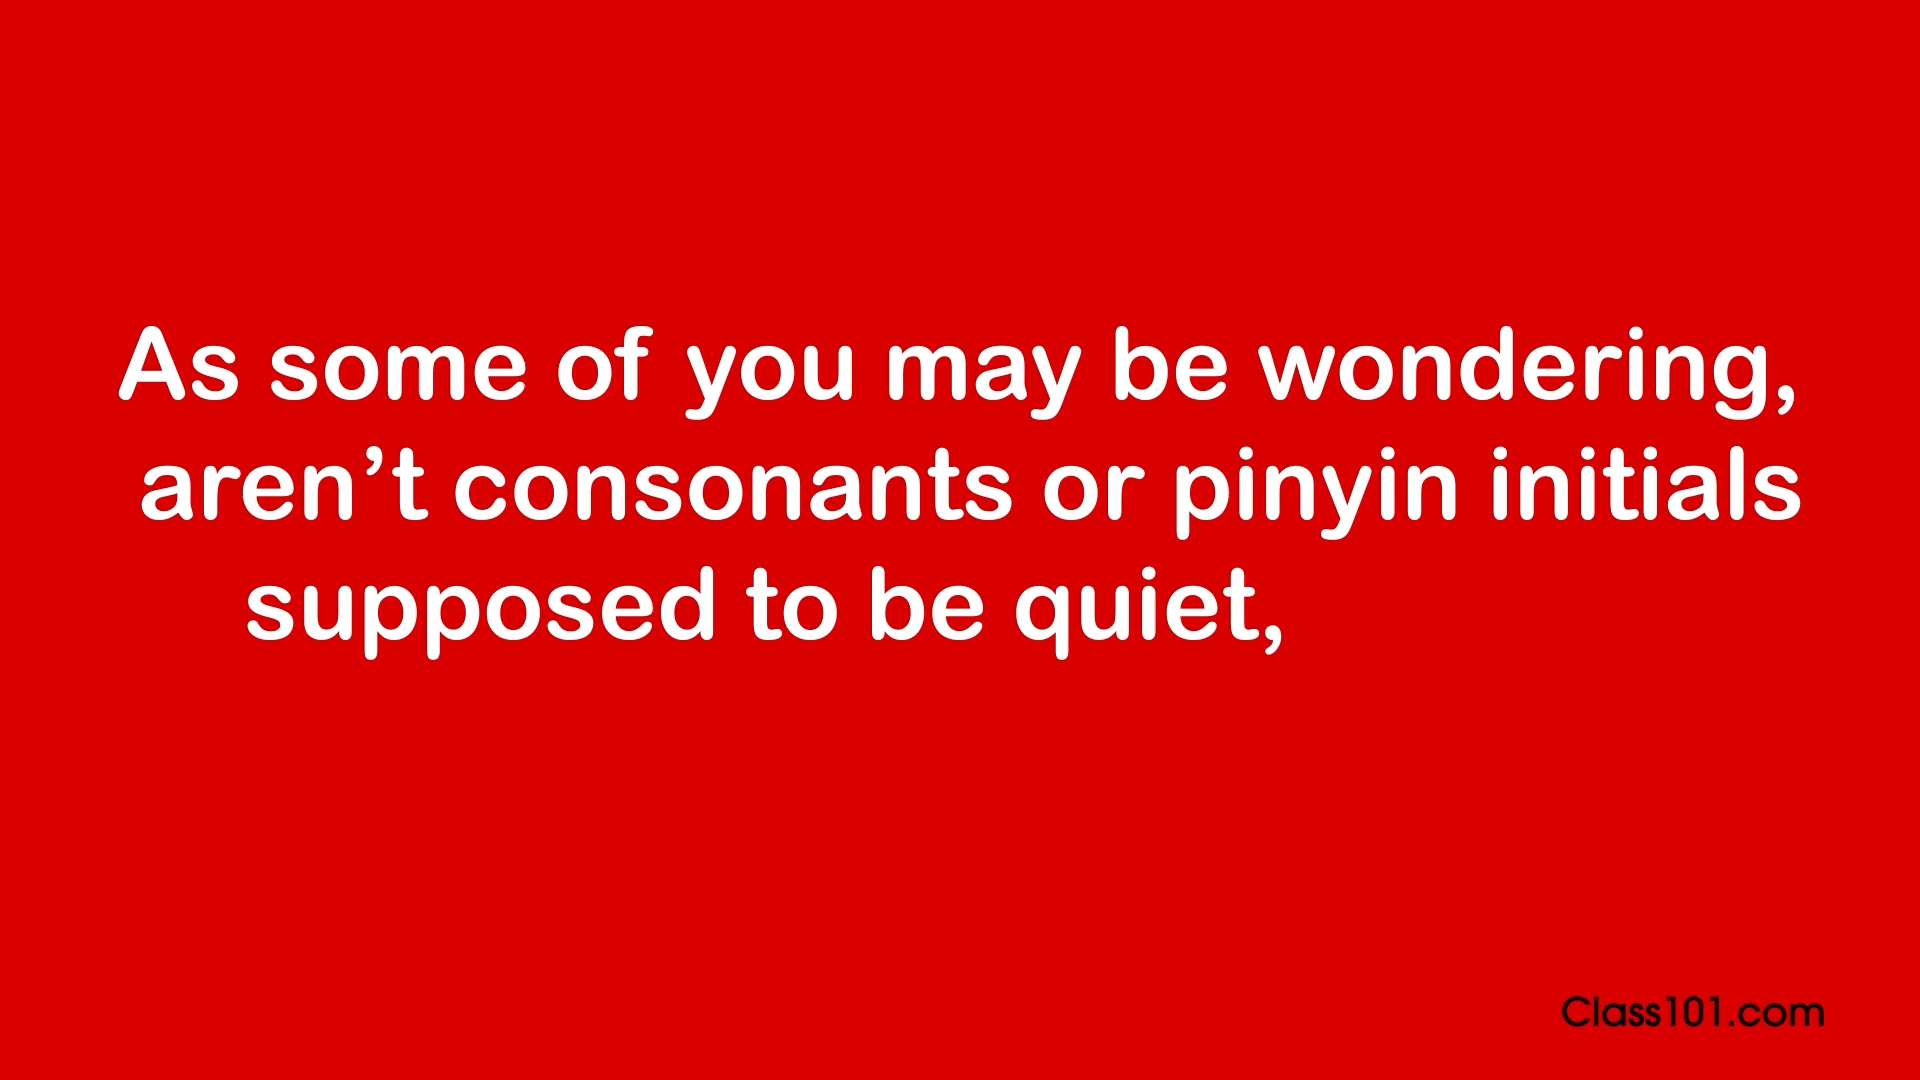 As some of you may be wondering,
aren’t consonants or pinyin initials
supposed to be quiet,
Class101.com